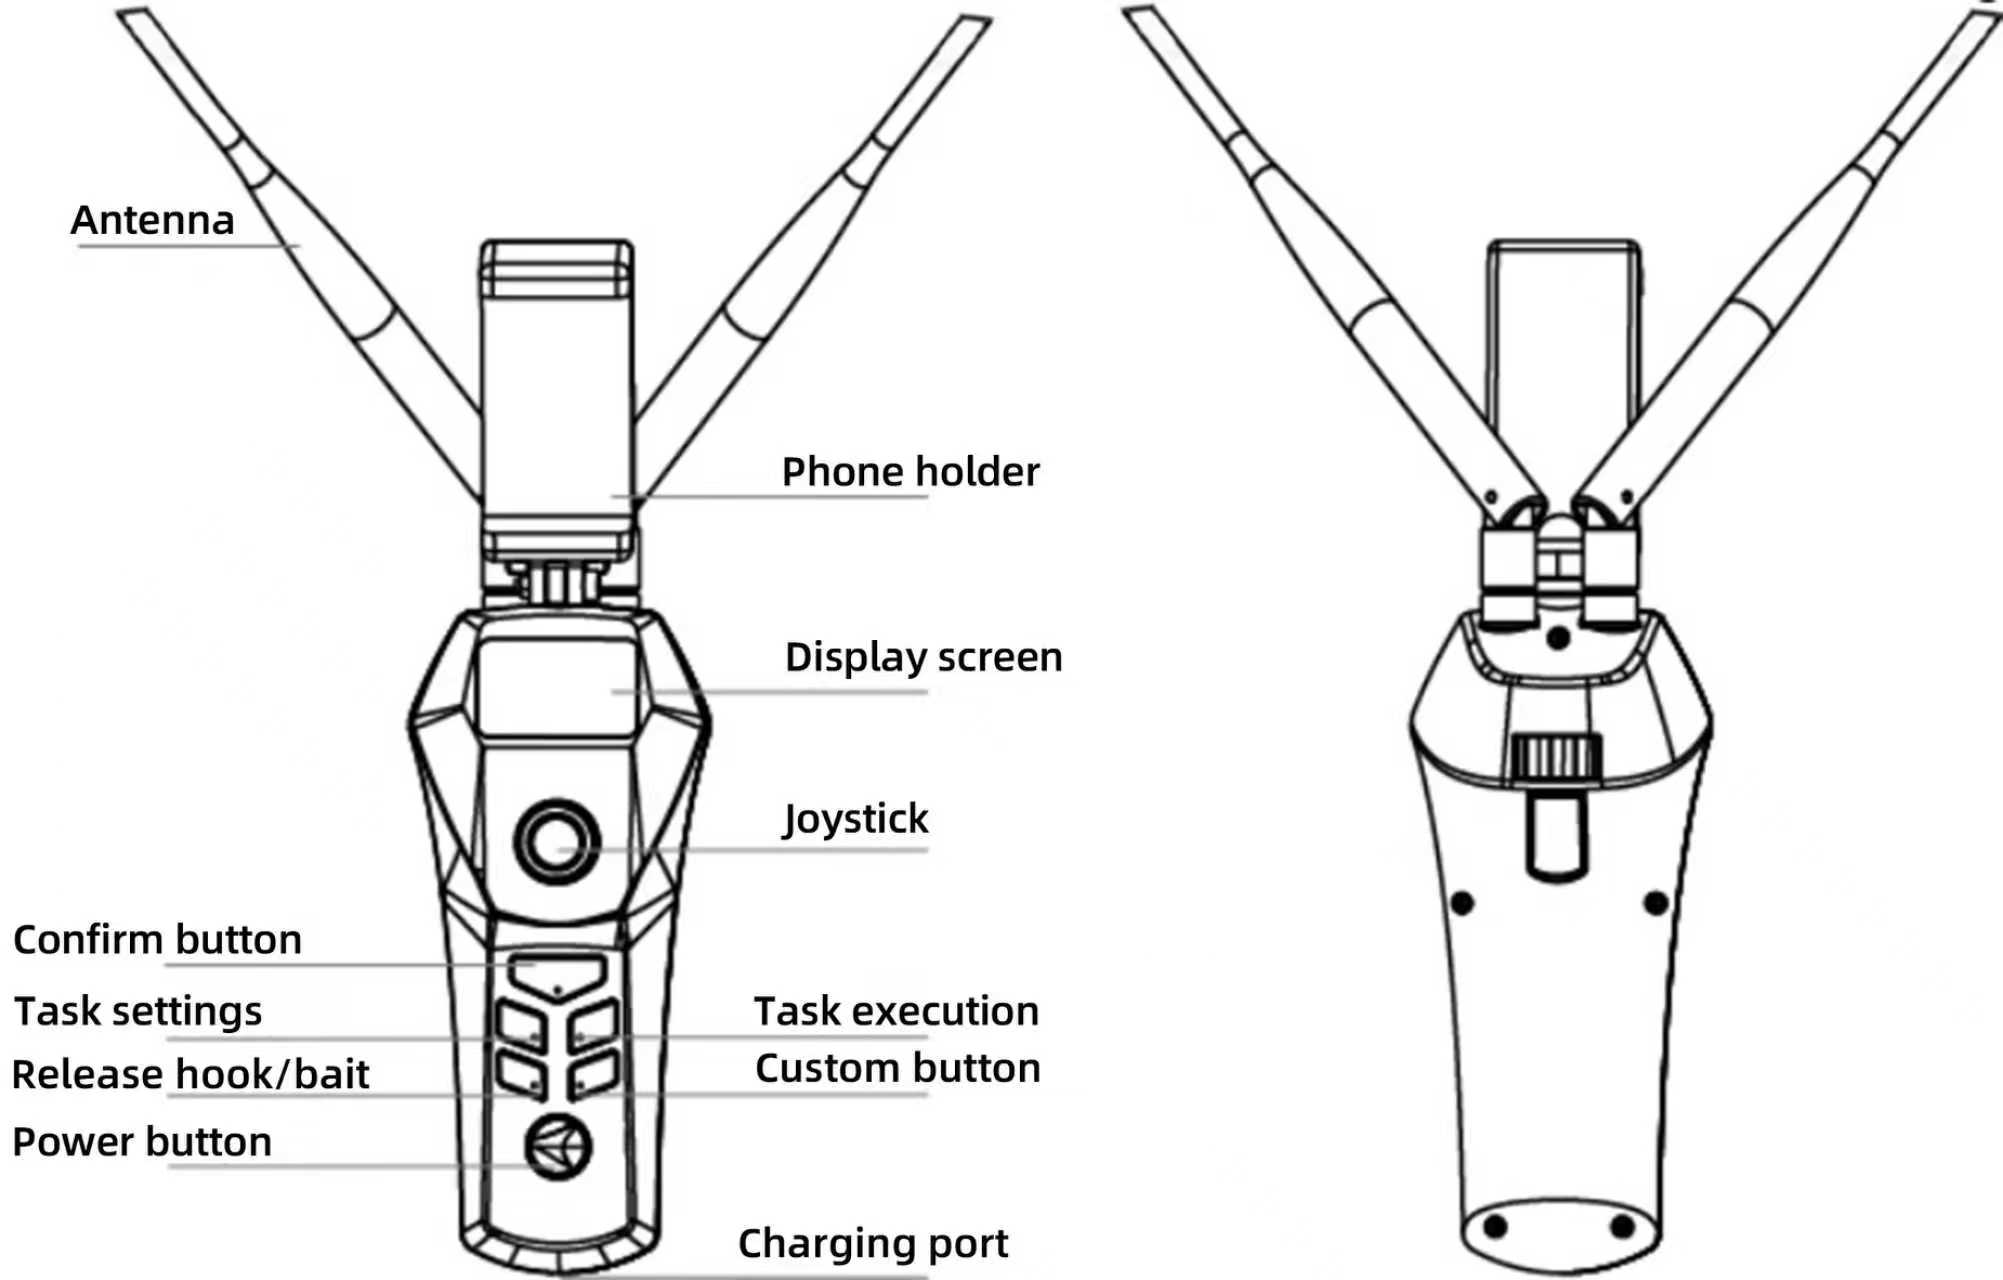 Antenna
Phone holder
Display screen
Joystick
Confirm button
Task settings
Task execution
Release hook/bait
Custom button
Power button
Charging port